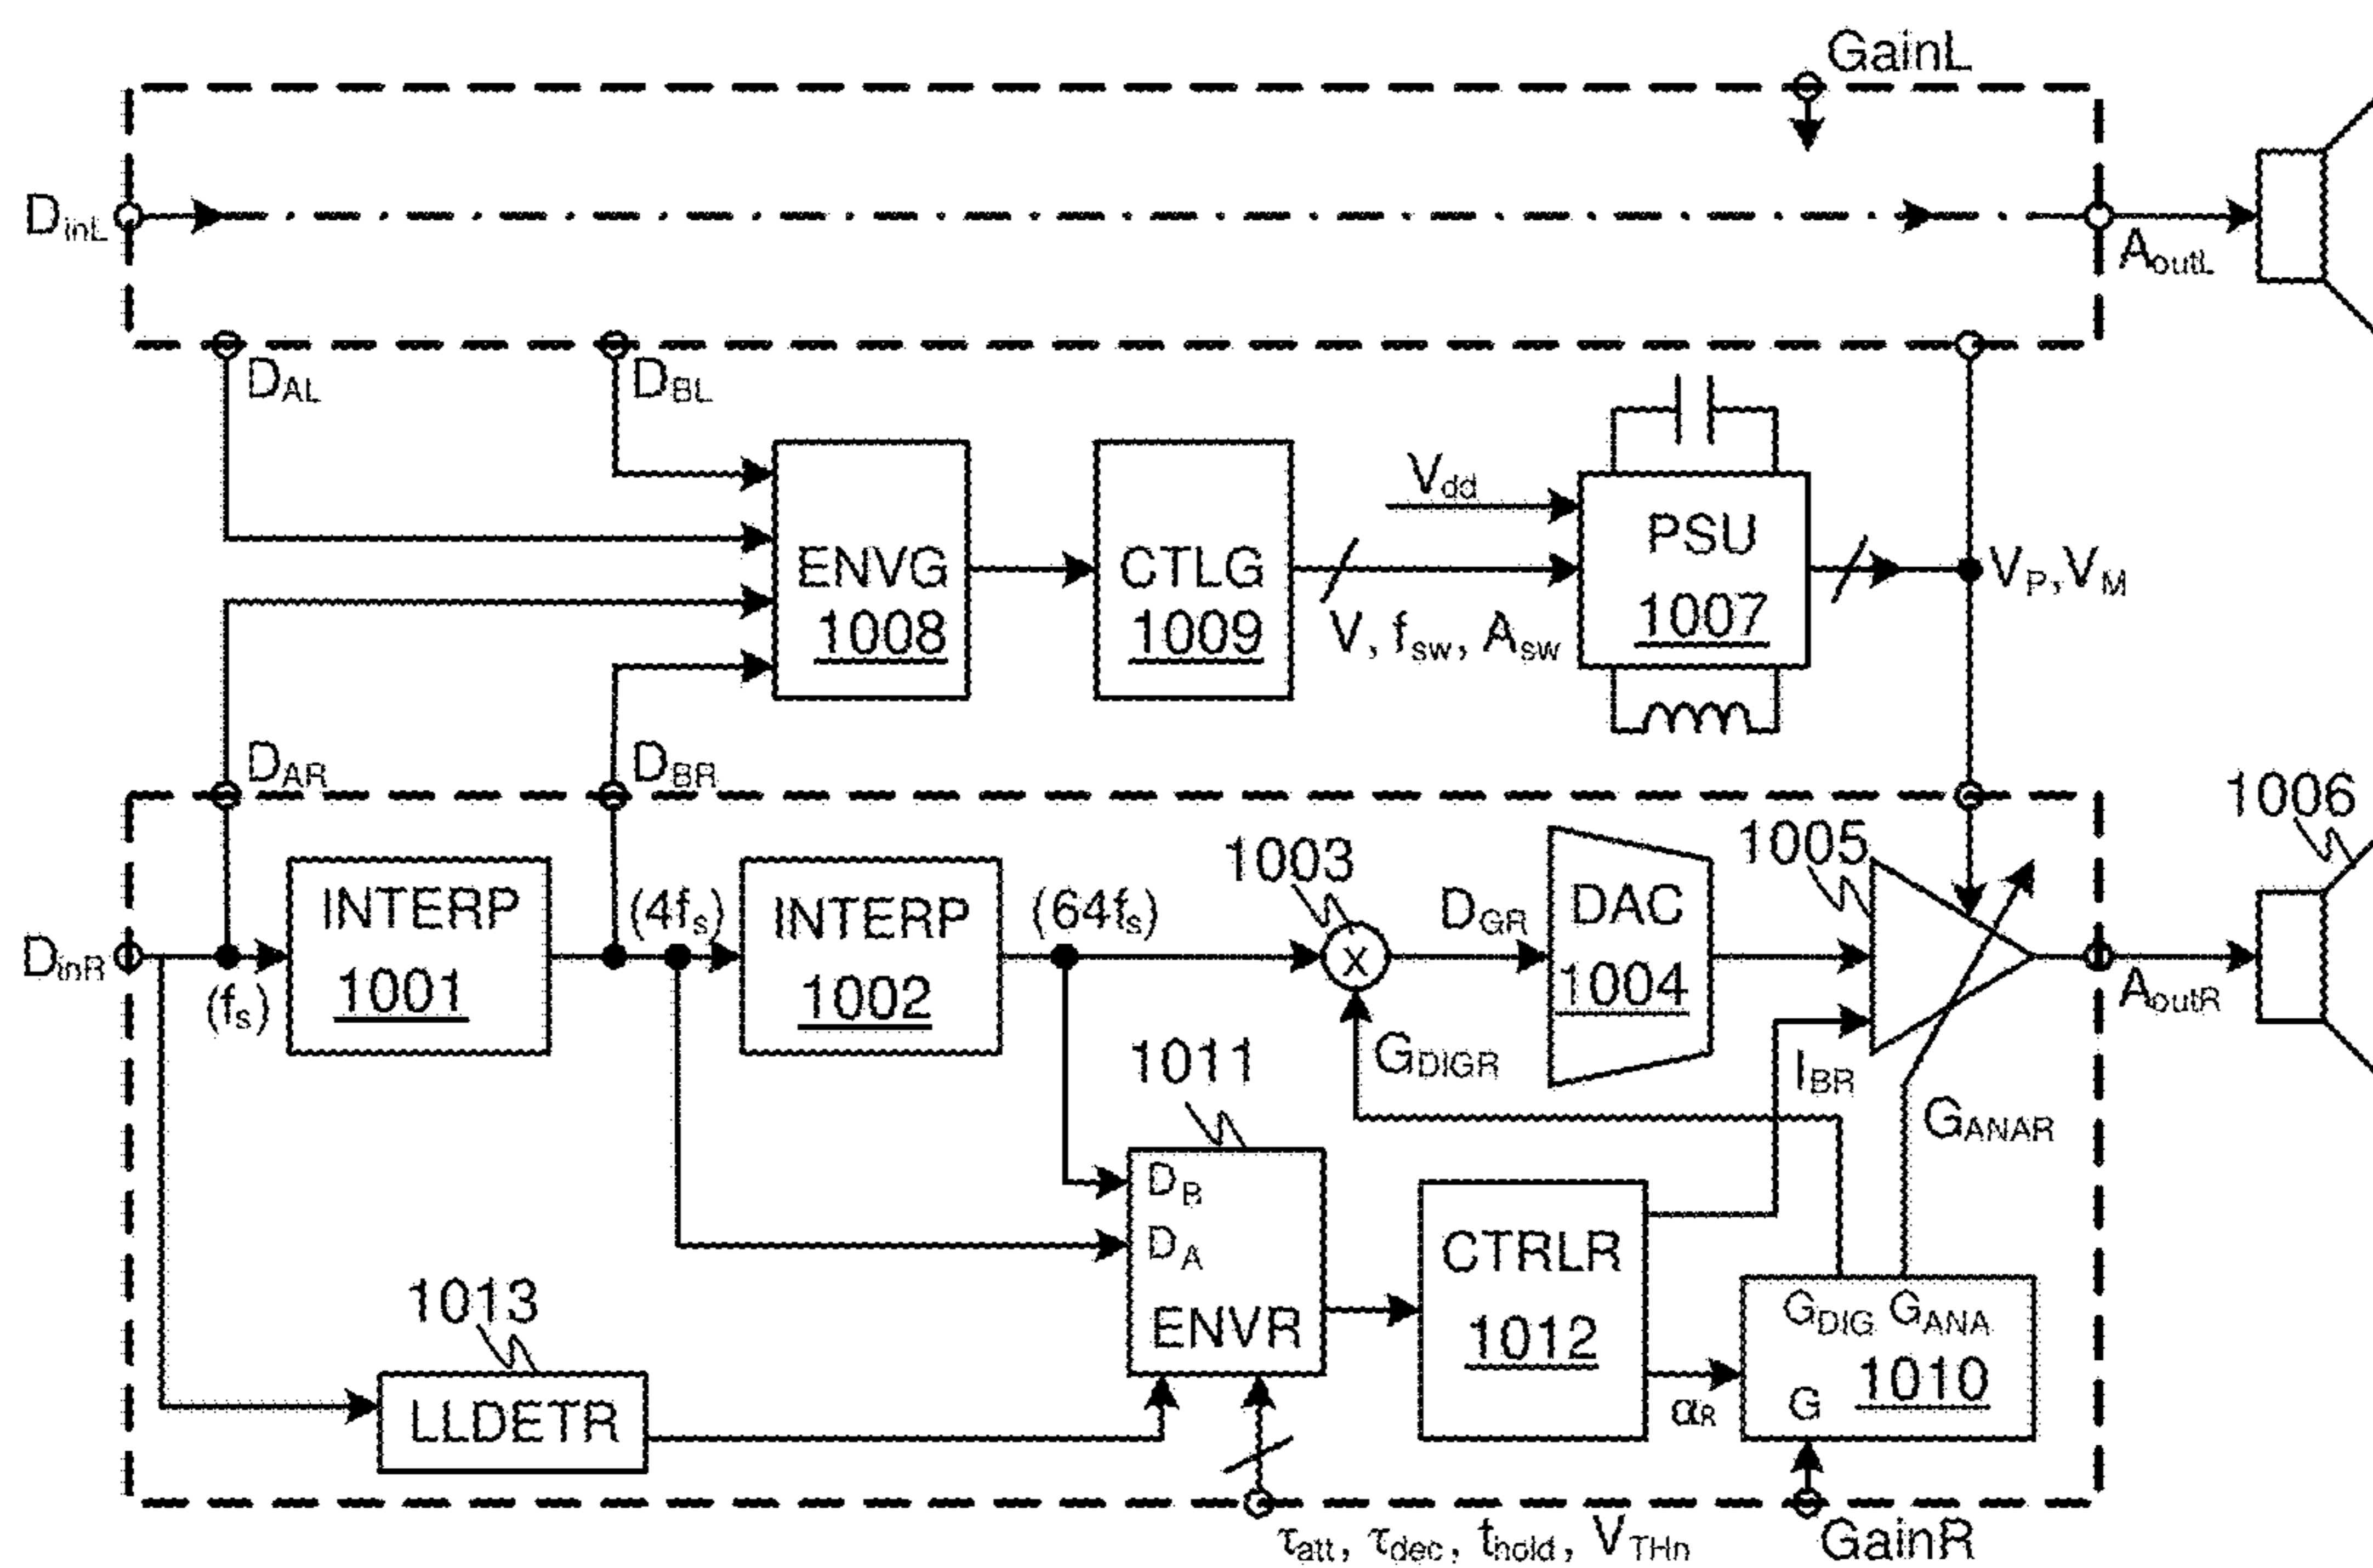 GainL
DinL
AoutL
DAL
DBL
Vdd
PSU
1007
ENVG
1008
CTLG
1009
V, fsw, Asw
VP, VM
DAR
DBR
1006
1003
1005
INTERP
1001
(4fs)
INTERP
1002
(64fs)
DGR
DAC
1004
X
DinR
(fs)
AoutR
1011
GDIGR
IBR
GANAR
DB
DA
ENVR
CTRLR
1012
1013
LLDETR
GDIG GANA
G
1010
αR
τatt, τdec, thold, VTHn
GainR